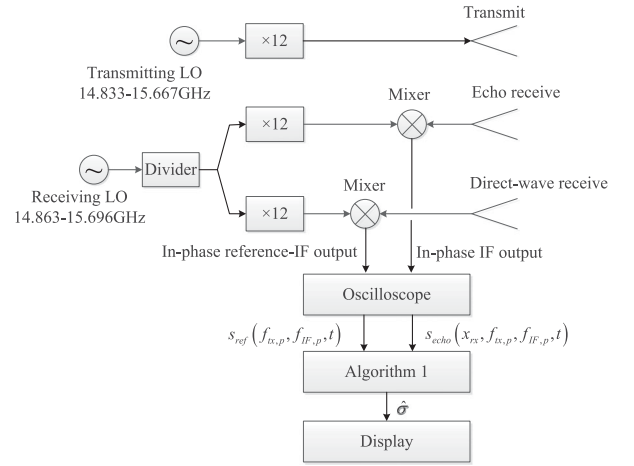 Transmit
~
×12
Transmitting LO
14.833-15.667GHz
Mixer
Echo receive
×12
~
Divider
Receiving LO
14.863-15.696GHz
Mixer
Direct-wave receive
×12
In-phase reference-IF output
In-phase IF output
Oscilloscope
s_ref (f_tx,p, f_IF,p, t)
s_echo (x_rx, f_tx,p, f_IF,p, t)
Algorithm 1
σ̂
Display